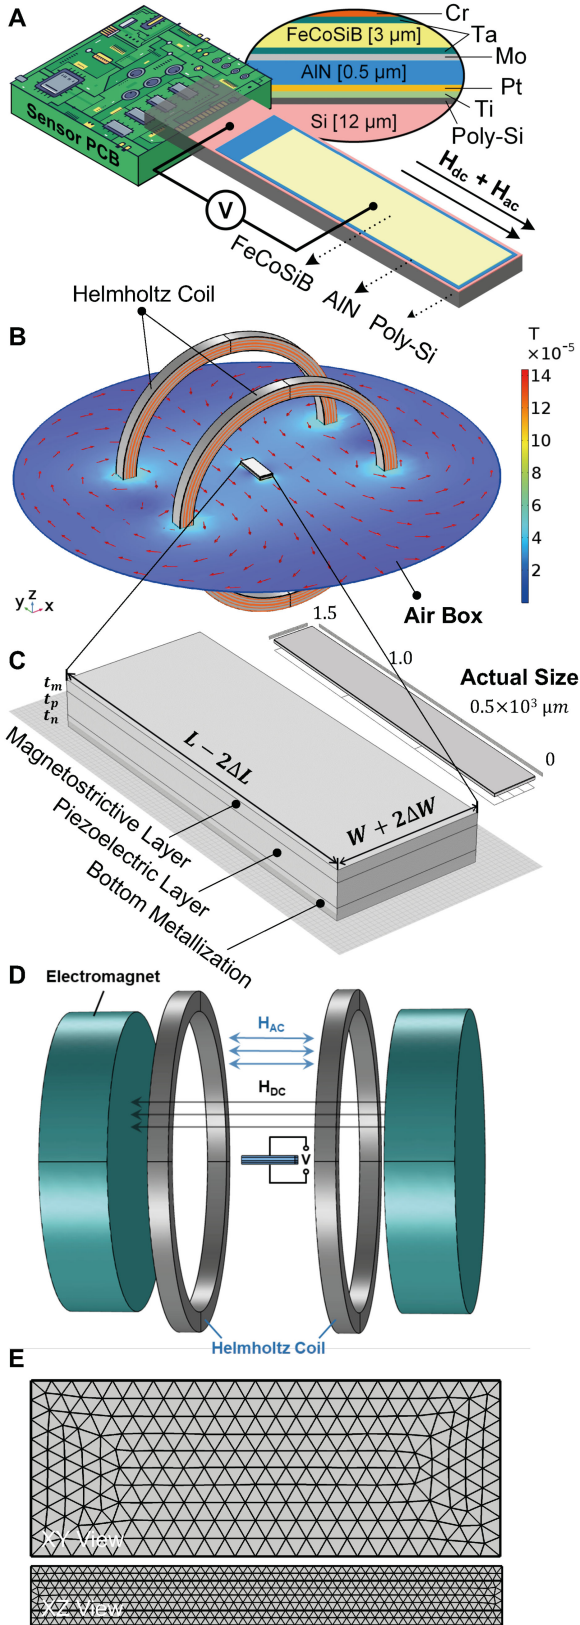 A
Cr
Ta
FeCoSiB [3 µm]
Mo
AlN [0.5 µm]
Pt
Ti
Si [12 µm]
Poly-Si
Sensor PCB
H_dc + H_ac
V
FeCoSiB
AlN
Poly-Si
Helmholtz Coil
B
T
×10⁻⁵
14
12
10
8
6
4
2
y z x
Air Box
C
1.5
1.0
Actual Size
0.5×10³ µm
0
t_m
t_p
t_n
L − 2ΔL
W + 2ΔW
Magnetostrictive Layer
Piezoelectric Layer
Bottom Metallization
D
Electromagnet
H_AC
H_DC
V
Helmholtz Coil
E
XY View
XZ View